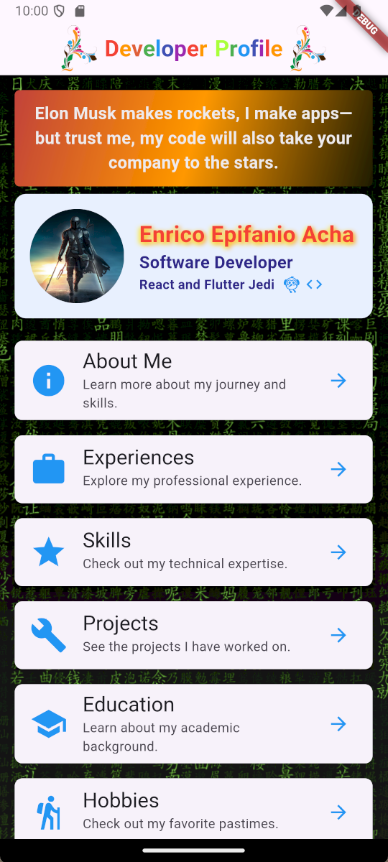 10:00
DEBUG
Developer Profile
Elon Musk makes rockets, I make apps—
but trust me, my code will also take your
company to the stars.
Enrico Epifanio Acha
Software Developer
React and Flutter Jedi
About Me
Learn more about my journey and
skills.
Experiences
Explore my professional experience.
Skills
Check out my technical expertise.
Projects
See the projects I have worked on.
Education
Learn about my academic
background.
Hobbies
Check out my favorite pastimes.